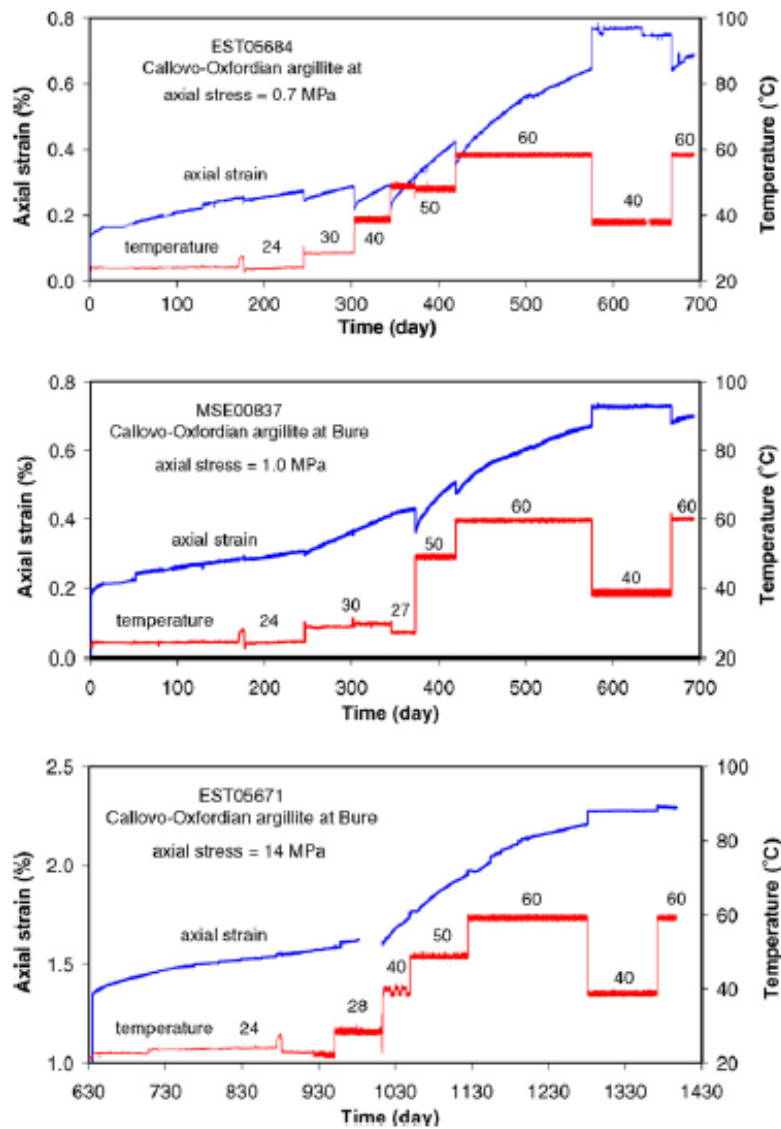 EST05684
Callovo-Oxfordian argillite at
axial stress = 0.7 MPa
Axial strain (%)
0.8
0.6
0.4
0.2
0.0
Temperature (°C)
100
80
60
40
20
axial strain
temperature
24
30
40
50
60
40
60
0 100 200 300 400 500 600 700
Time (day)
MSE00837
Callovo-Oxfordian argillite at Bure
axial stress = 1.0 MPa
Axial strain (%)
0.8
0.6
0.4
0.2
0.0
Temperature (°C)
100
80
60
40
20
axial strain
temperature
24
30
27
50
60
40
60
0 100 200 300 400 500 600 700
Time (day)
EST05671
Callovo-Oxfordian argillite at Bure
axial stress = 14 MPa
Axial strain (%)
2.5
2.0
1.5
1.0
Temperature (°C)
100
80
60
40
20
axial strain
temperature
24
28
40
50
60
40
60
630 730 830 930 1030 1130 1230 1330 1430
Time (day)